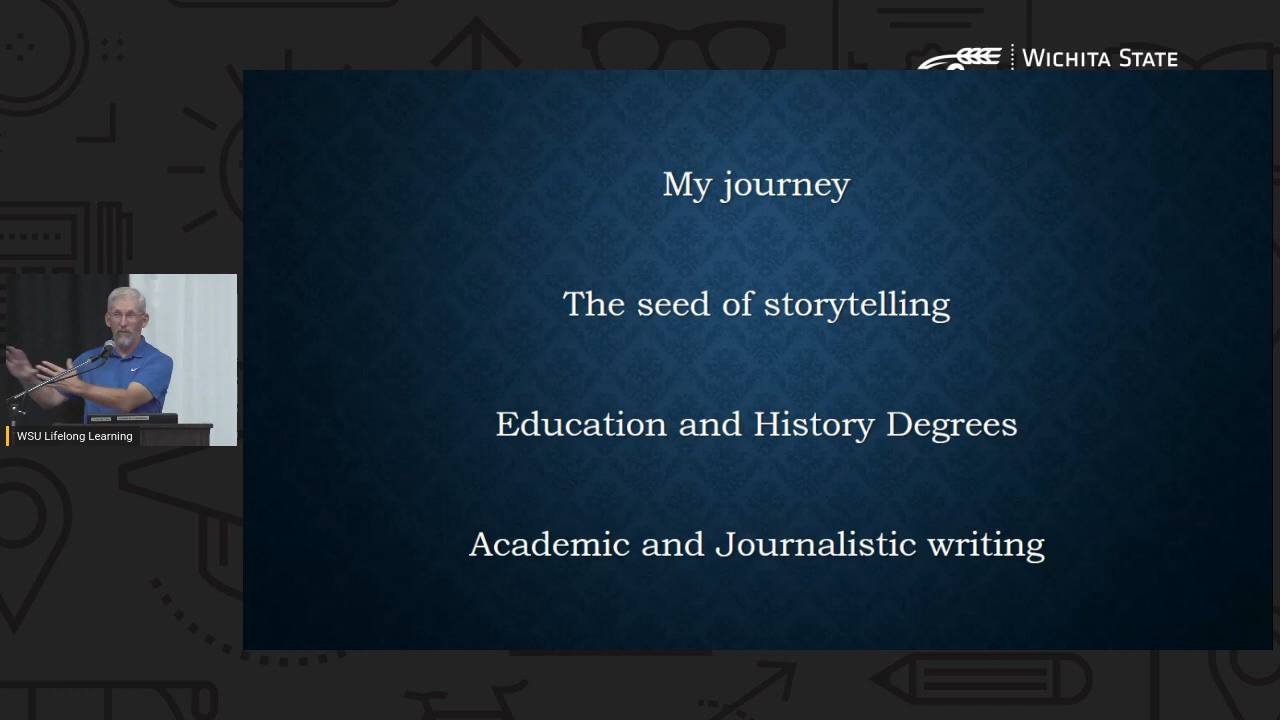 WICHITA STATE
My journey
The seed of storytelling
Education and History Degrees
Academic and Journalistic writing
WSU Lifelong Learning